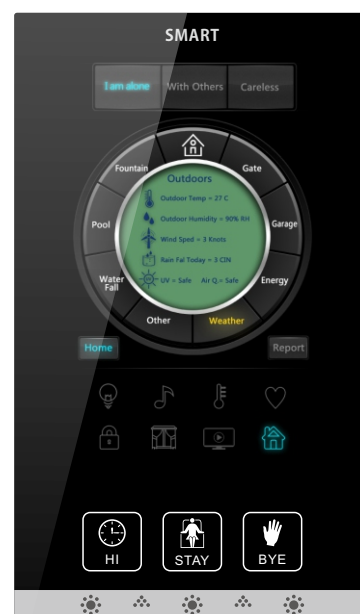 SMART
I am alone With Others Careless
Fountain Gate
Outdoors
Outdoor Temp = 27 C
Pool Outdoor Humidity = 90% RH Garage
Wind Sped = 3 Knots
Rain Fal Today = 3 CIN
Water Fall UV = Safe Air Q.= Safe Energy
Other Weather
Home Report
HI STAY BYE